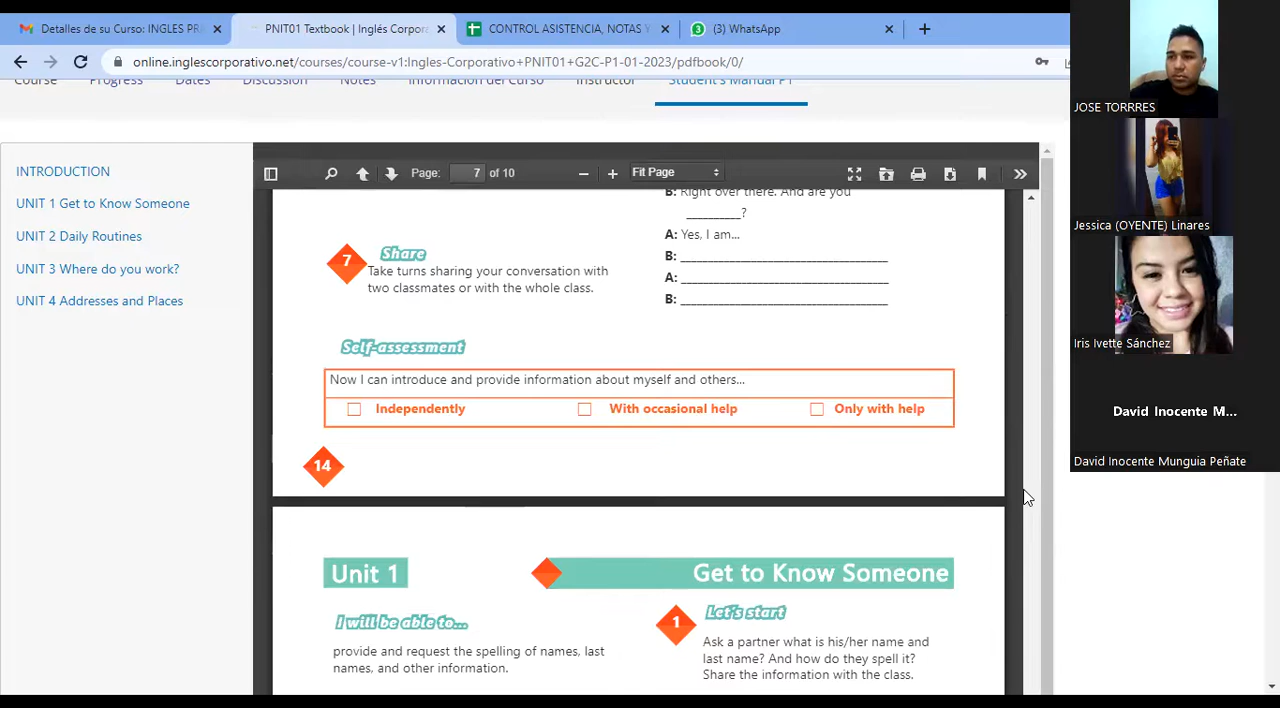 Detalles de su Curso: INGLES PR
PNIT01 Textbook | Inglés Corpora
CONTROL ASISTENCIA, NOTAS Y
(3) WhatsApp
online.inglescorporativo.net/courses/course-v1:Ingles-Corporativo+PNIT01+G2C-P1-01-2023/pdfbook/0/
Course Progress Dates Discussion Notes Información del Curso Instructor Student's Manual P1
INTRODUCTION
UNIT 1 Get to Know Someone
UNIT 2 Daily Routines
UNIT 3 Where do you work?
UNIT 4 Addresses and Places
Page: 7 of 10 Fit Page
7
Share
Take turns sharing your conversation with
two classmates or with the whole class.
B: Right over there. And are you
__________?
A: Yes, I am...
B: ______________________________
A: ______________________________
B: ______________________________
Self-assessment
Now I can introduce and provide information about myself and others...
Independently With occasional help Only with help
14
Unit 1
Get to Know Someone
I will be able to...
provide and request the spelling of names, last
names, and other information.
1
Let's start
Ask a partner what is his/her name and
last name? And how do they spell it?
Share the information with the class.
JOSE TORRRES
Jessica (OYENTE) Linares
Iris Ivette Sánchez
David Inocente M...
David Inocente Munguia Peñate